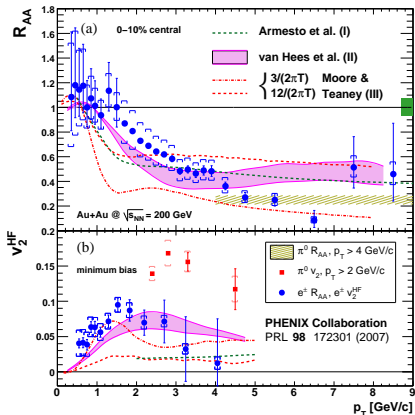 R_AA
1.8
1.6
1.4
1.2
1
0.8
0.6
0.4
0.2
0
(a)
0-10% central
Armesto et al. (I)
van Hees et al. (II)
3/(2πT)
12/(2πT)
Moore &
Teaney (III)
Au+Au @ √s_NN = 200 GeV
v_2^HF
0.2
0.15
0.1
0.05
0
(b)
minimum bias
π⁰ R_AA, p_T > 4 GeV/c
π⁰ v_2, p_T > 2 GeV/c
e± R_AA, e± v_2^HF
PHENIX Collaboration
PRL 98 172301 (2007)
0 1 2 3 4 5 6 7 8 9
p_T [GeV/c]